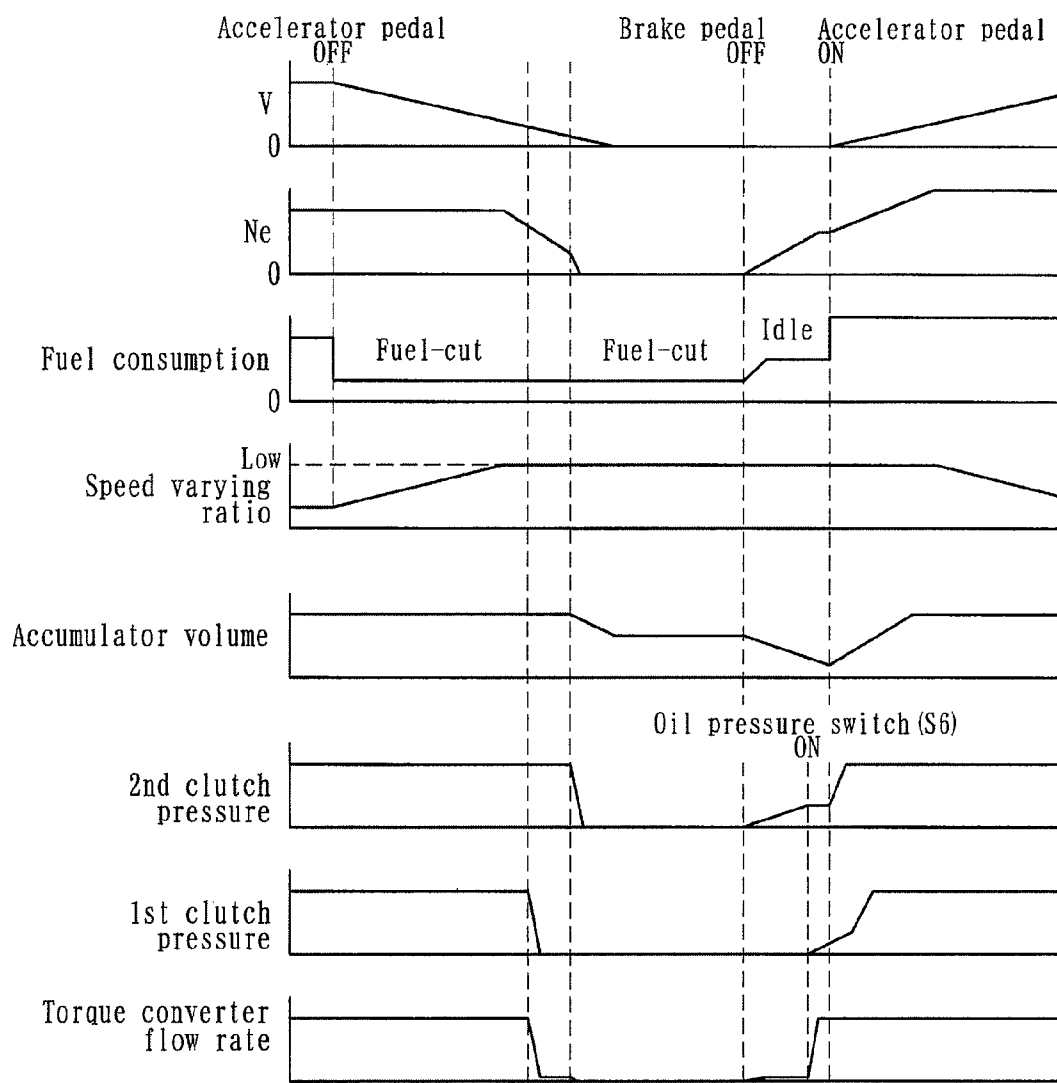 Accelerator pedal
OFF
Brake pedal
OFF
Accelerator pedal
ON
V
0
Ne
0
Fuel consumption
0
Fuel-cut
Fuel-cut
Idle
Low
Speed varying
ratio
Accumulator volume
Oil pressure switch(S6)
ON
2nd clutch
pressure
1st clutch
pressure
Torque converter
flow rate